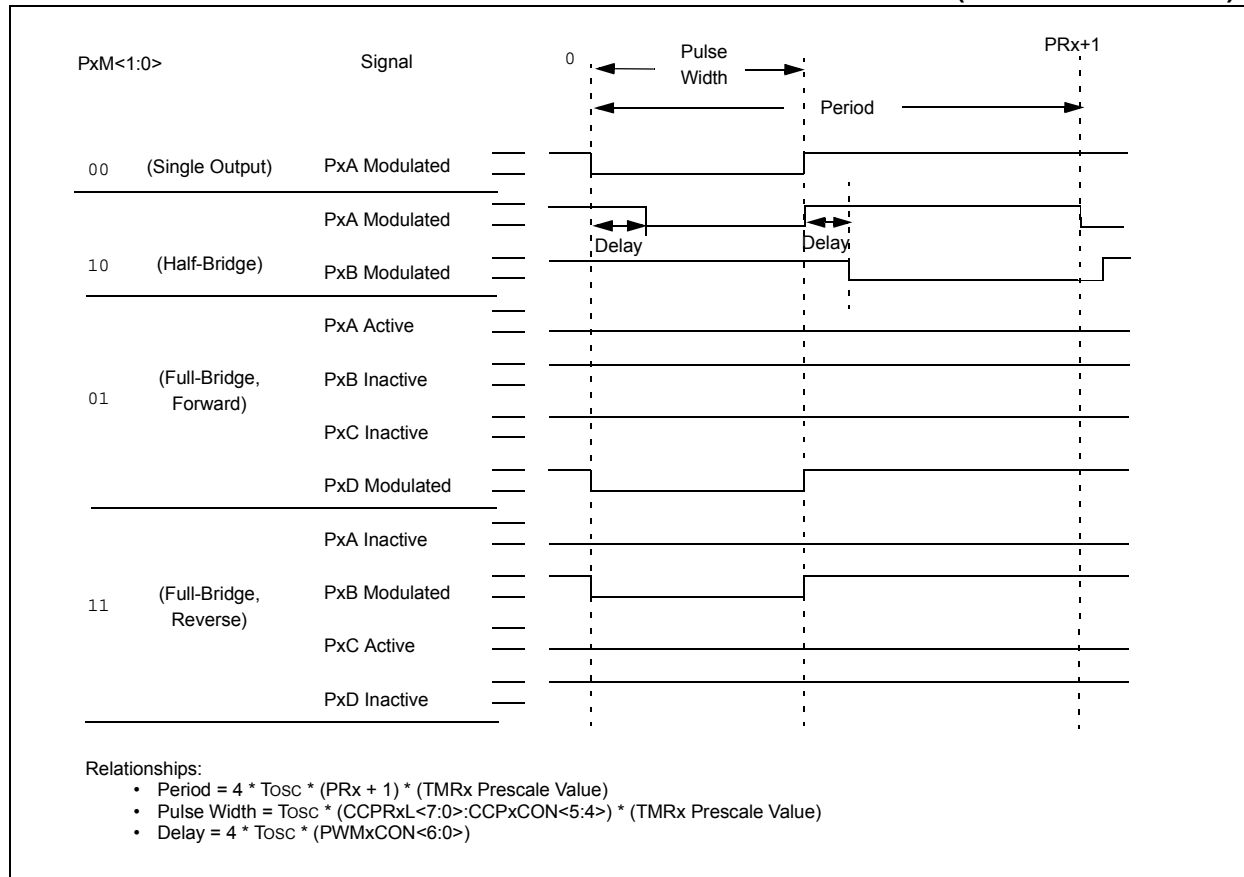 PxM<1:0> Signal 0 Pulse Width PRx+1
Period
00 (Single Output) PxA Modulated
PxA Modulated
Delay Delay
10 (Half-Bridge) PxB Modulated
PxA Active
(Full-Bridge, Forward) PxB Inactive
01
PxC Inactive
PxD Modulated
PxA Inactive
(Full-Bridge, Reverse) PxB Modulated
11
PxC Active
PxD Inactive
Relationships:
• Period = 4 * TOSC * (PRx + 1) * (TMRx Prescale Value)
• Pulse Width = TOSC * (CCPRxL<7:0>:CCPxCON<5:4>) * (TMRx Prescale Value)
• Delay = 4 * TOSC * (PWMxCON<6:0>)